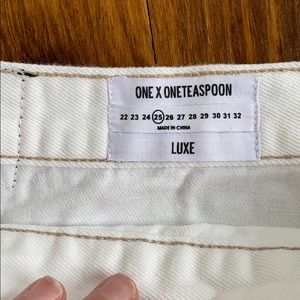 ONE X ONETEASPOON
22 23 24 25 26 27 28 29 30 31 32
MADE IN CHINA
LUXE